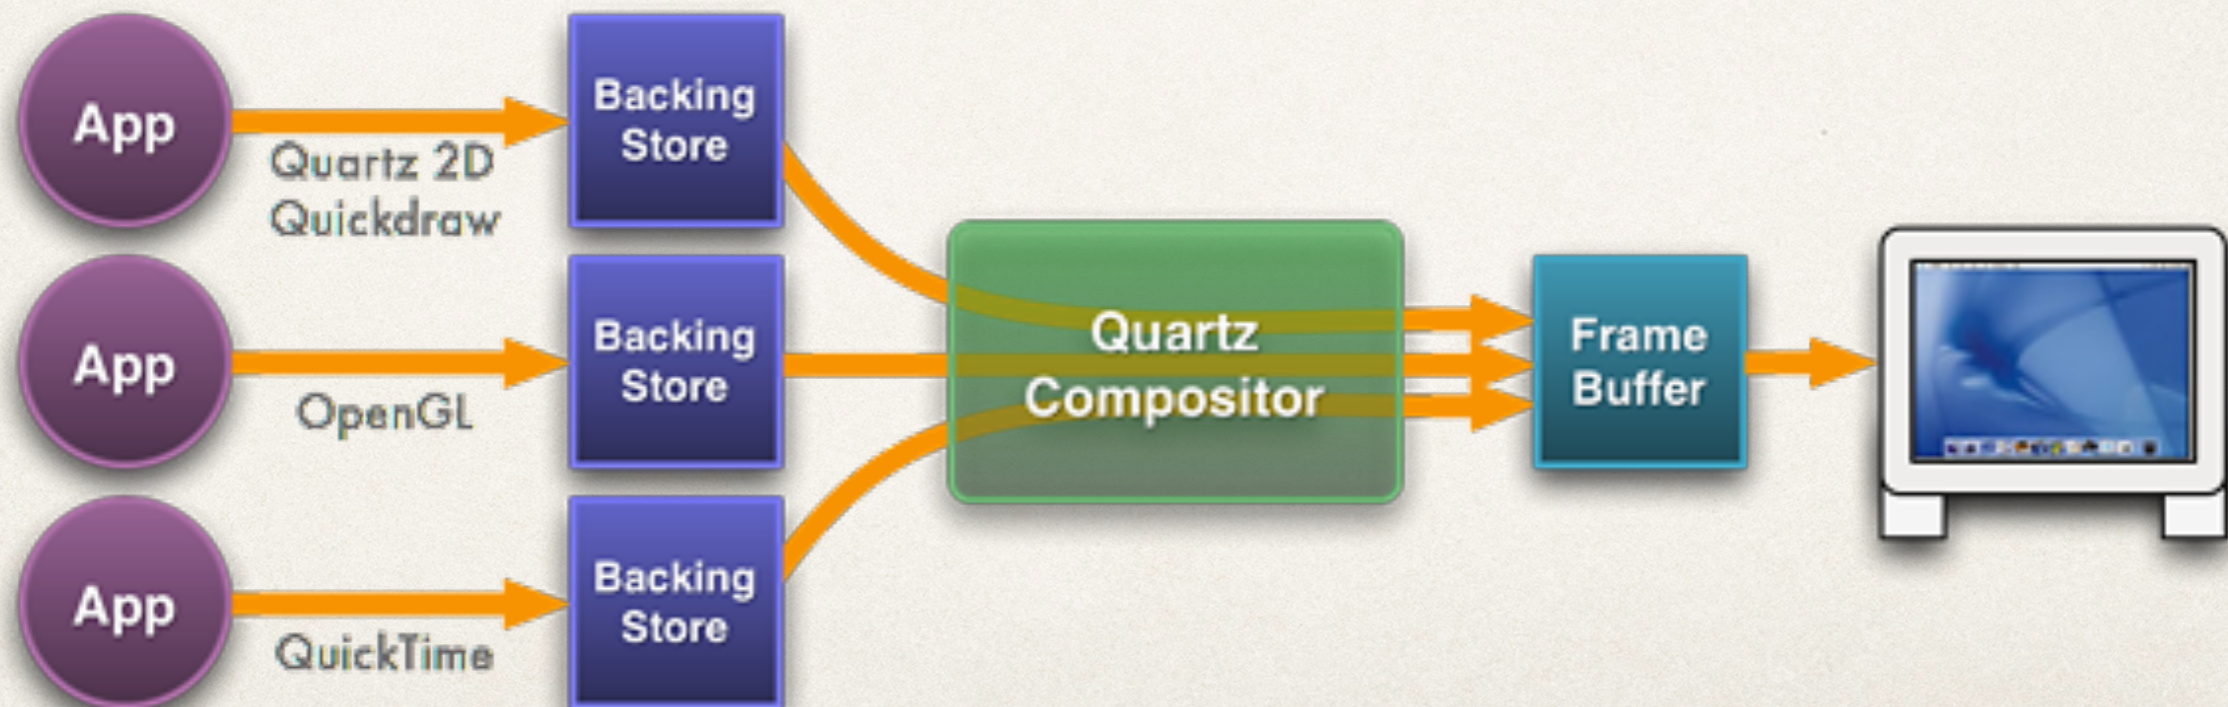 App
Quartz 2D
Quickdraw
Backing
Store
App
OpenGL
Backing
Store
App
QuickTime
Backing
Store
Quartz
Compositor
Frame
Buffer